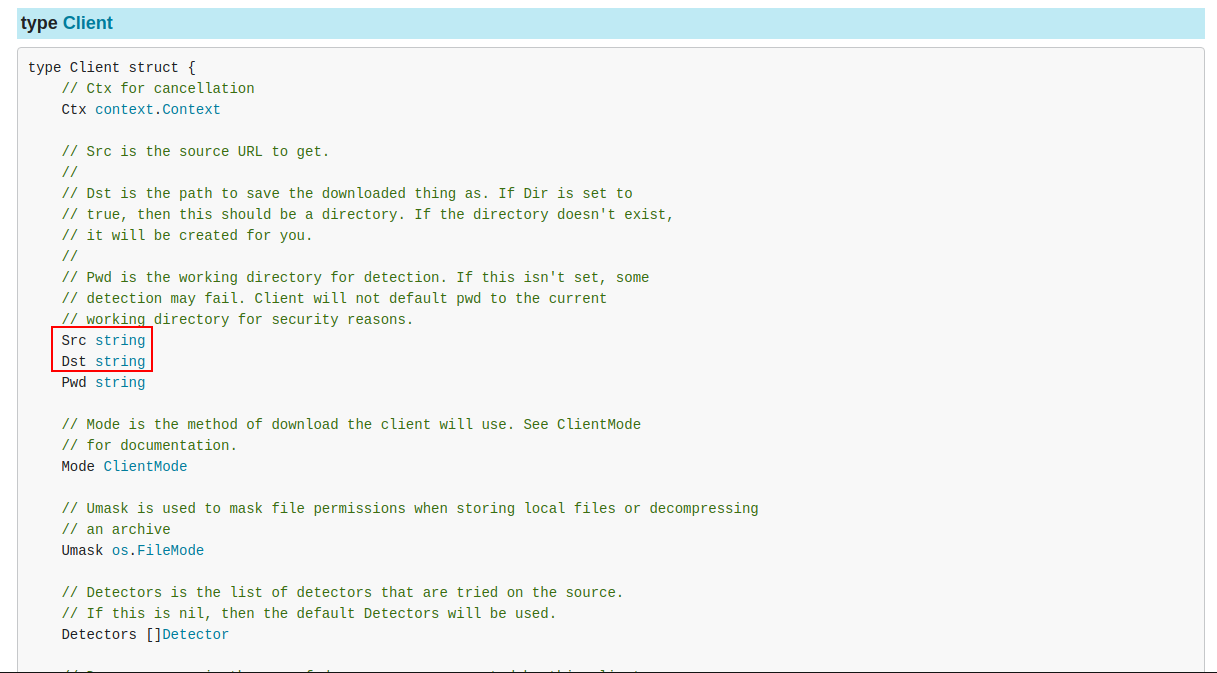 type Client
type Client struct {
// Ctx for cancellation
Ctx context.Context
// Src is the source URL to get.
//
// Dst is the path to save the downloaded thing as. If Dir is set to
// true, then this should be a directory. If the directory doesn't exist,
// it will be created for you.
//
// Pwd is the working directory for detection. If this isn't set, some
// detection may fail. Client will not default pwd to the current
// working directory for security reasons.
Src string
Dst string
Pwd string
// Mode is the method of download the client will use. See ClientMode
// for documentation.
Mode ClientMode
// Umask is used to mask file permissions when storing local files or decompressing
// an archive
Umask os.FileMode
// Detectors is the list of detectors that are tried on the source.
// If this is nil, then the default Detectors will be used.
Detectors []Detector